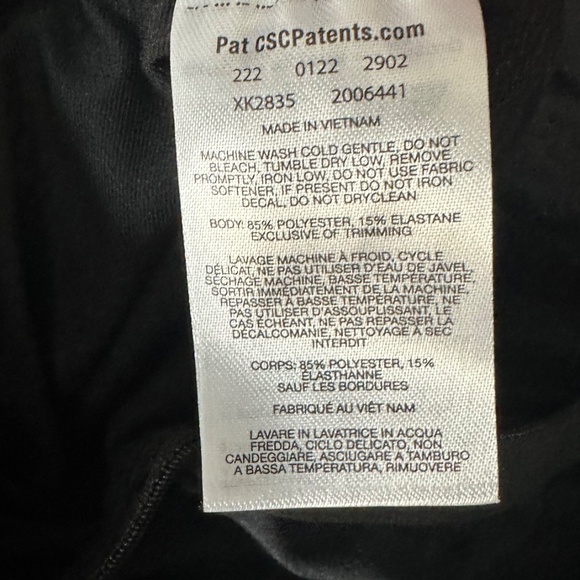 Pat CSCPatents.com
222 0122 2902
XK2835 2006441
MADE IN VIETNAM
MACHINE WASH COLD GENTLE, DO NOT
BLEACH, TUMBLE DRY LOW, REMOVE
PROMPTLY, IRON LOW, DO NOT USE FABRIC
SOFTENER, IF PRESENT DO NOT IRON
DECAL, DO NOT DRYCLEAN
BODY: 85% POLYESTER, 15% ELASTANE
EXCLUSIVE OF TRIMMING
LAVAGE MACHINE À FROID, CYCLE
DÉLICAT, NE PAS UTILISER D'EAU DE JAVEL,
SÉCHAGE MACHINE, BASSE TEMPÉRATURE,
SORTIR IMMÉDIATEMENT DE LA MACHINE,
REPASSER À BASSE TEMPÉRATURE, NE
PAS UTILISER D'ASSOUPLISSANT, LE
CAS ÉCHEANT, NE PAS REPASSER LA
DÉCALCOMANIE, NETTOYAGE À SEC
INTERDIT
CORPS: 85% POLYESTER, 15%
ÉLASTHANNE
SAUF LES BORDURES
FABRIQUÉ AU VIÊT NAM
LAVARE IN LAVATRICE IN ACQUA
FREDDA, CICLO DELICATO, NON
CANDEGGIARE, ASCIUGARE A TAMBURO
A BASSA TEMPERATURA, RIMUOVERE